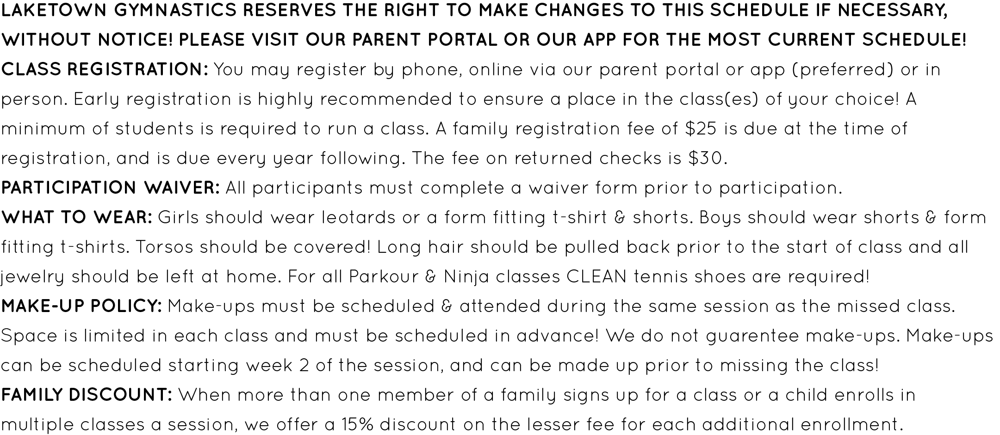 LAKETOWN GYMNASTICS RESERVES THE RIGHT TO MAKE CHANGES TO THIS SCHEDULE IF NECESSARY,
WITHOUT NOTICE! PLEASE VISIT OUR PARENT PORTAL OR OUR APP FOR THE MOST CURRENT SCHEDULE!
CLASS REGISTRATION: You may register by phone, online via our parent portal or app (preferred) or in
person. Early registration is highly recommended to ensure a place in the class(es) of your choice! A
minimum of students is required to run a class. A family registration fee of $25 is due at the time of
registration, and is due every year following. The fee on returned checks is $30.
PARTICIPATION WAIVER: All participants must complete a waiver form prior to participation.
WHAT TO WEAR: Girls should wear leotards or a form fitting t-shirt & shorts. Boys should wear shorts & form
fitting t-shirts. Torsos should be covered! Long hair should be pulled back prior to the start of class and all
jewelry should be left at home. For all Parkour & Ninja classes CLEAN tennis shoes are required!
MAKE-UP POLICY: Make-ups must be scheduled & attended during the same session as the missed class.
Space is limited in each class and must be scheduled in advance! We do not guarentee make-ups. Make-ups
can be scheduled starting week 2 of the session, and can be made up prior to missing the class!
FAMILY DISCOUNT: When more than one member of a family signs up for a class or a child enrolls in
multiple classes a session, we offer a 15% discount on the lesser fee for each additional enrollment.